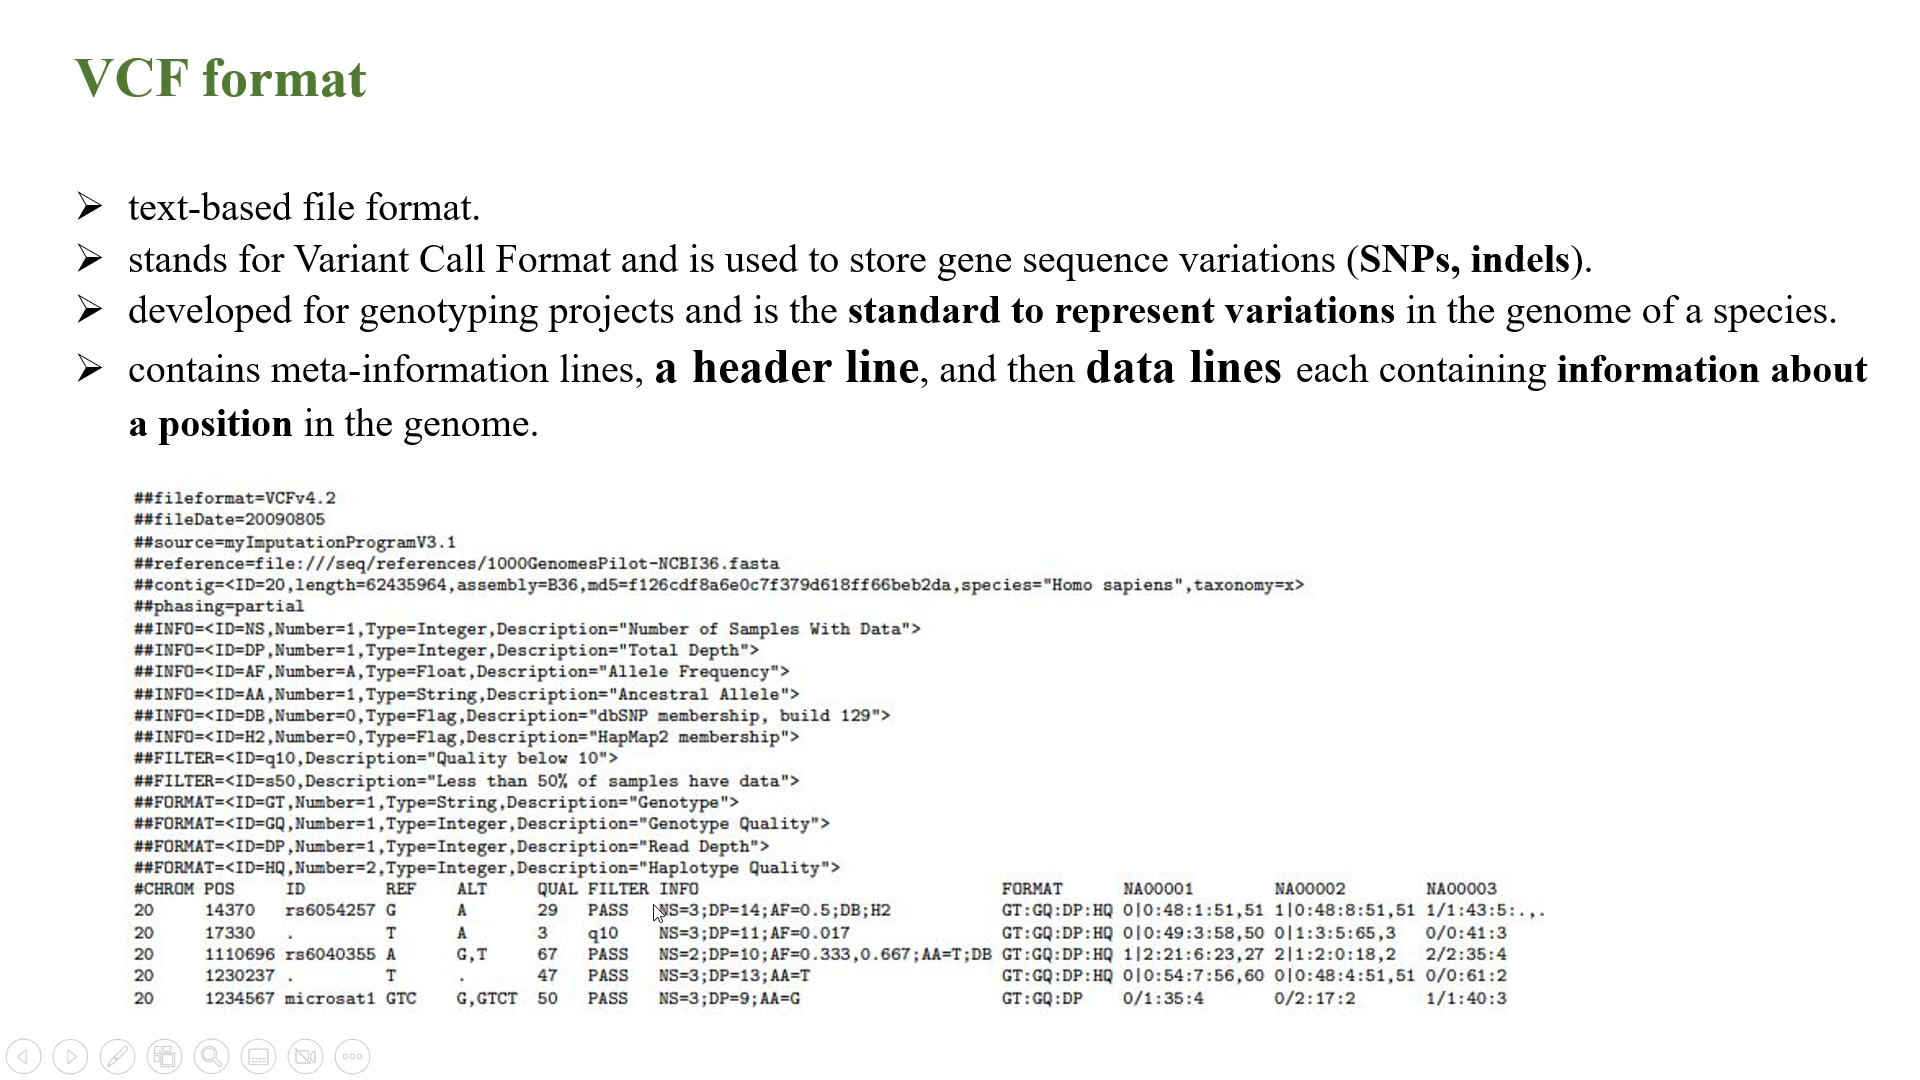 VCF format
➢ text-based file format.
➢ stands for Variant Call Format and is used to store gene sequence variations (SNPs, indels).
➢ developed for genotyping projects and is the standard to represent variations in the genome of a species.
➢ contains meta-information lines, a header line, and then data lines each containing information about
a position in the genome.
##fileformat=VCFv4.2
##fileDate=20090805
##source=myImputationProgramV3.1
##reference=file:///seq/references/1000GenomesPilot-NCBI36.fasta
##contig=<ID=20,length=62435964,assembly=B36,md5=f126cdf8a6e0c7f379d618ff66beb2da,species="Homo sapiens",taxonomy=x>
##phasing=partial
##INFO=<ID=NS,Number=1,Type=Integer,Description="Number of Samples With Data">
##INFO=<ID=DP,Number=1,Type=Integer,Description="Total Depth">
##INFO=<ID=AF,Number=A,Type=Float,Description="Allele Frequency">
##INFO=<ID=AA,Number=1,Type=String,Description="Ancestral Allele">
##INFO=<ID=DB,Number=0,Type=Flag,Description="dbSNP membership, build 129">
##INFO=<ID=H2,Number=0,Type=Flag,Description="HapMap2 membership">
##FILTER=<ID=q10,Description="Quality below 10">
##FILTER=<ID=s50,Description="Less than 50% of samples have data">
##FORMAT=<ID=GT,Number=1,Type=String,Description="Genotype">
##FORMAT=<ID=GQ,Number=1,Type=Integer,Description="Genotype Quality">
##FORMAT=<ID=DP,Number=1,Type=Integer,Description="Read Depth">
##FORMAT=<ID=HQ,Number=2,Type=Integer,Description="Haplotype Quality">
#CHROM POS ID REF ALT QUAL FILTER INFO FORMAT NA00001 NA00002 NA00003
20 14370 rs6054257 G A 29 PASS NS=3;DP=14;AF=0.5;DB;H2 GT:GQ:DP:HQ 0|0:48:1:51,51 1|0:48:8:51,51 1/1:43:5:.,.
20 17330 . T A 3 q10 NS=3;DP=11;AF=0.017 GT:GQ:DP:HQ 0|0:49:3:58,50 0|1:3:5:65,3 0/0:41:3
20 1110696 rs6040355 A G,T 67 PASS NS=2;DP=10;AF=0.333,0.667;AA=T;DB GT:GQ:DP:HQ 1|2:21:6:23,27 2|1:2:0:18,2 2/2:35:4
20 1230237 . T . 47 PASS NS=3;DP=13;AA=T GT:GQ:DP:HQ 0|0:54:7:56,60 0|0:48:4:51,51 0/0:61:2
20 1234567 microsat1 GTC G,GTCT 50 PASS NS=3;DP=9;AA=G GT:GQ:DP 0/1:35:4 0/2:17:2 1/1:40:3